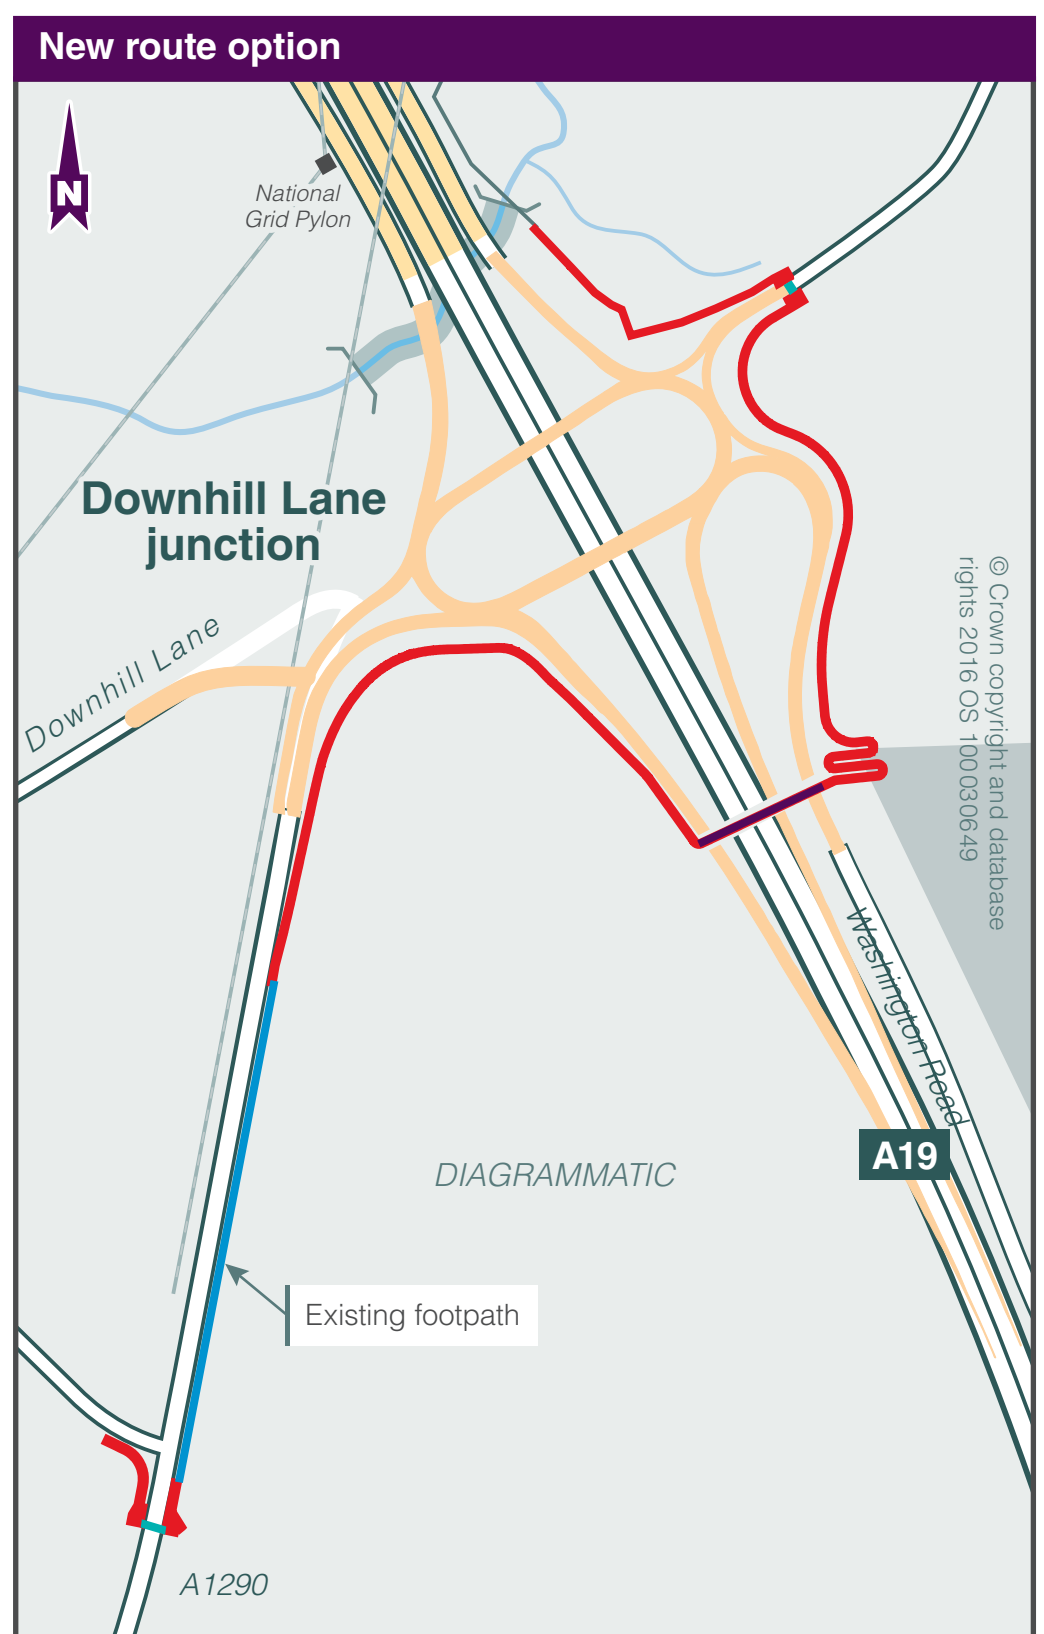 New route option
N
National
Grid Pylon
Downhill Lane
junction
Downhill Lane
© Crown copyright and database
rights 2016 OS 100030649
Washington Road
A19
DIAGRAMMATIC
Existing footpath
A1290